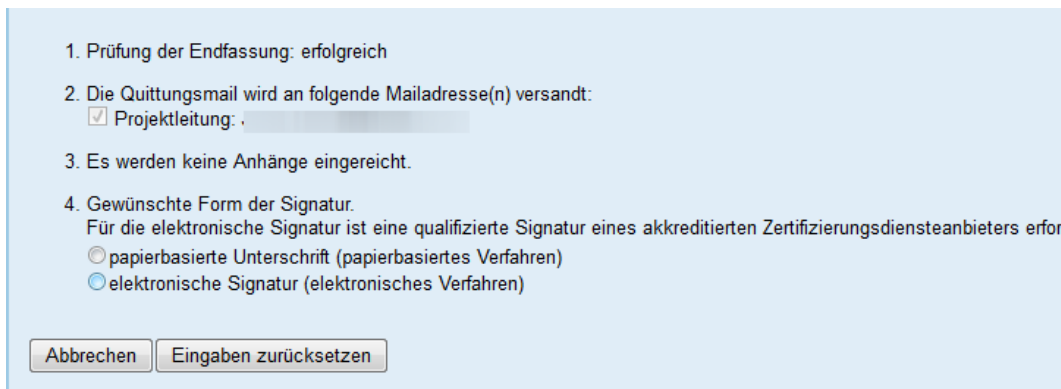 1. Prüfung der Endfassung: erfolgreich
2. Die Quittungsmail wird an folgende Mailadresse(n) versandt:
Projektleitung:
3. Es werden keine Anhänge eingereicht.
4. Gewünschte Form der Signatur.
Für die elektronische Signatur ist eine qualifizierte Signatur eines akkreditierten Zertifizierungsdiensteanbieters erfor
papierbasierte Unterschrift (papierbasiertes Verfahren)
elektronische Signatur (elektronisches Verfahren)
Abbrechen Eingaben zurücksetzen